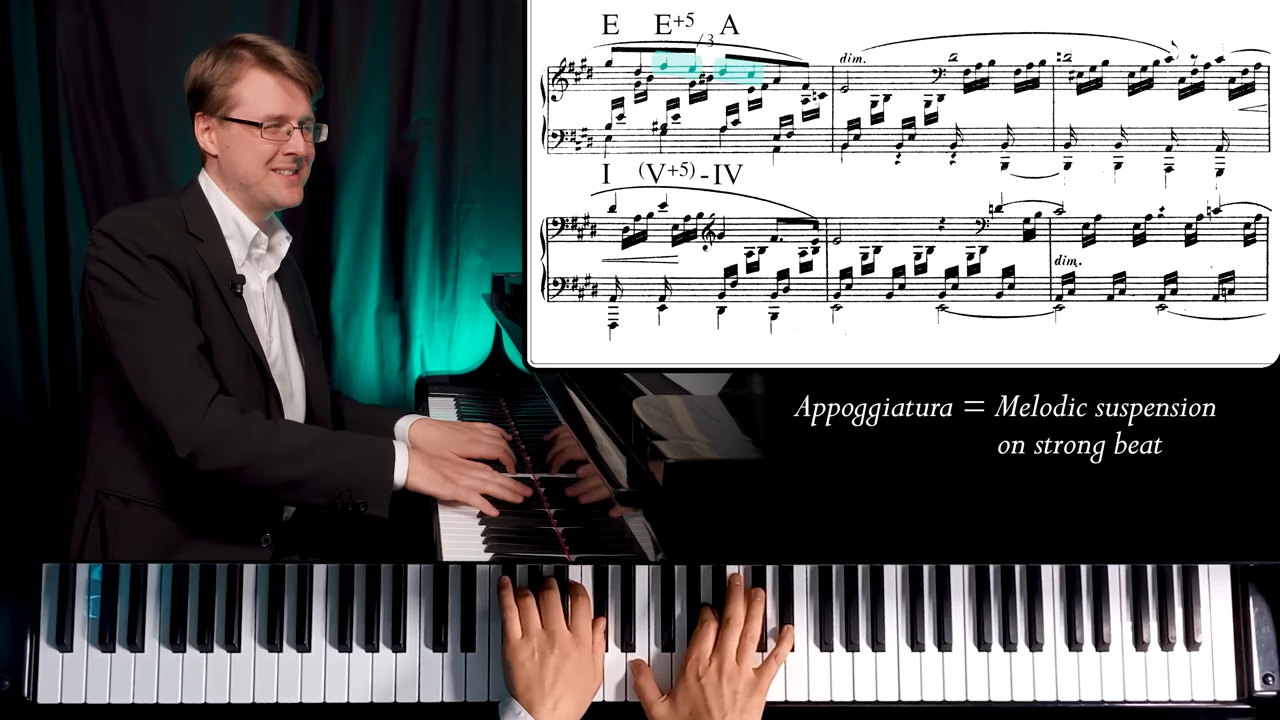 E E+5/3 A
dim.
I (V+5) - IV
dim.
Appoggiatura = Melodic suspension
on strong beat